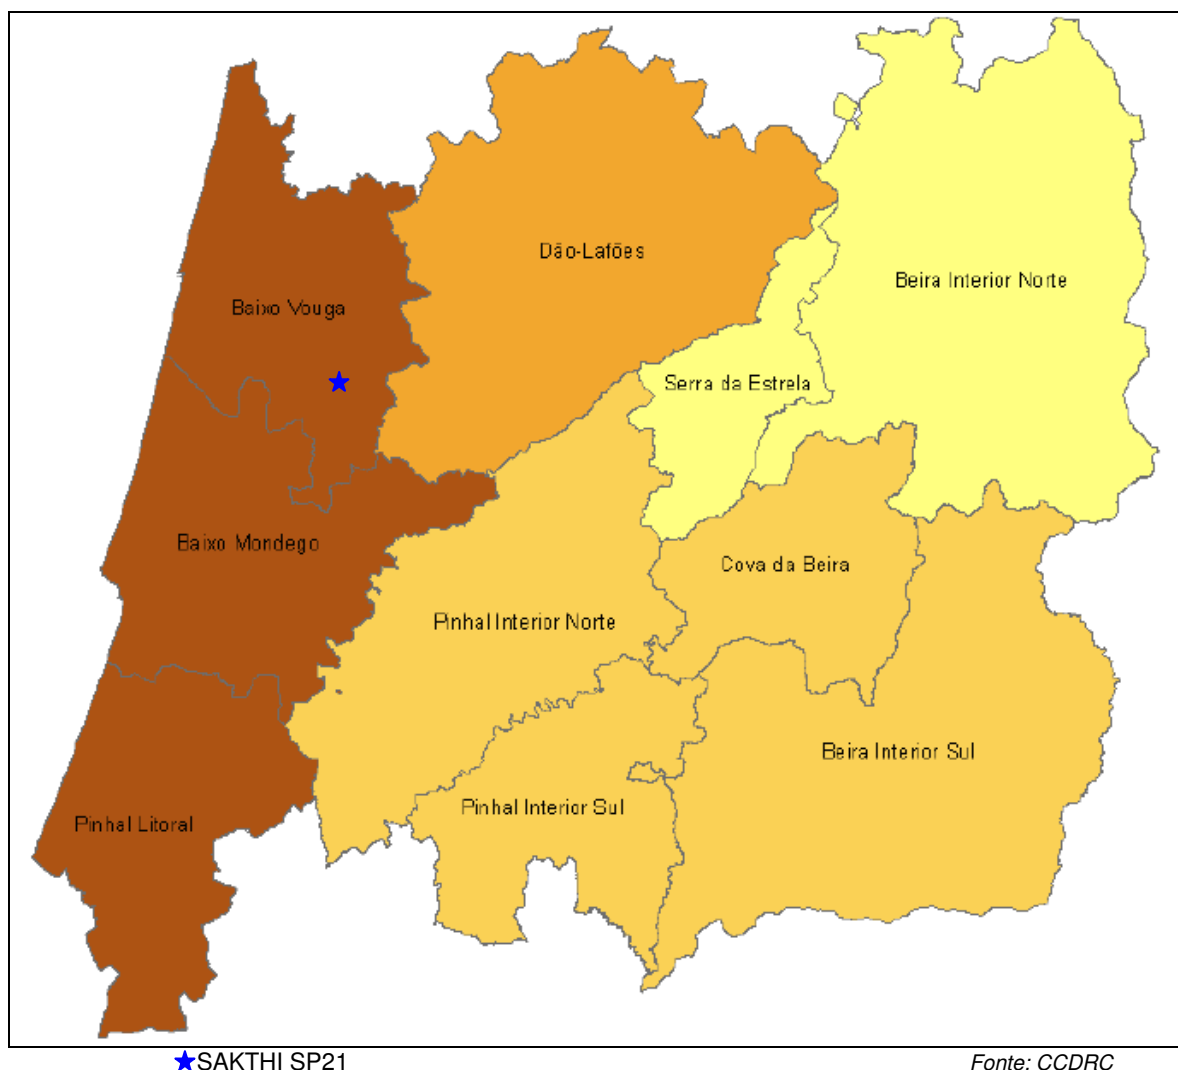 Dão-Lafões
Beira Interior Norte
Baixo Vouga
Serra da Estrela
Baixo Mondego
Cova da Beira
Pinhal Interior Norte
Beira Interior Sul
Pinhal Interior Sul
Pinhal Litoral
SAKTHI SP21
Fonte: CCDRC